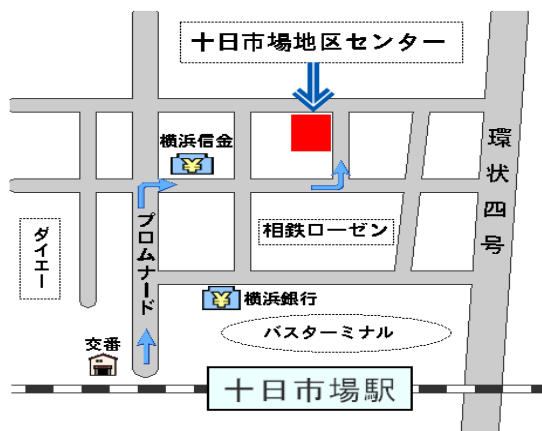 十日市場地区センター
横浜信金
環状四号
プロムナード
相鉄ローゼン
ダイエー
横浜銀行
バスターミナル
交番
十日市場駅